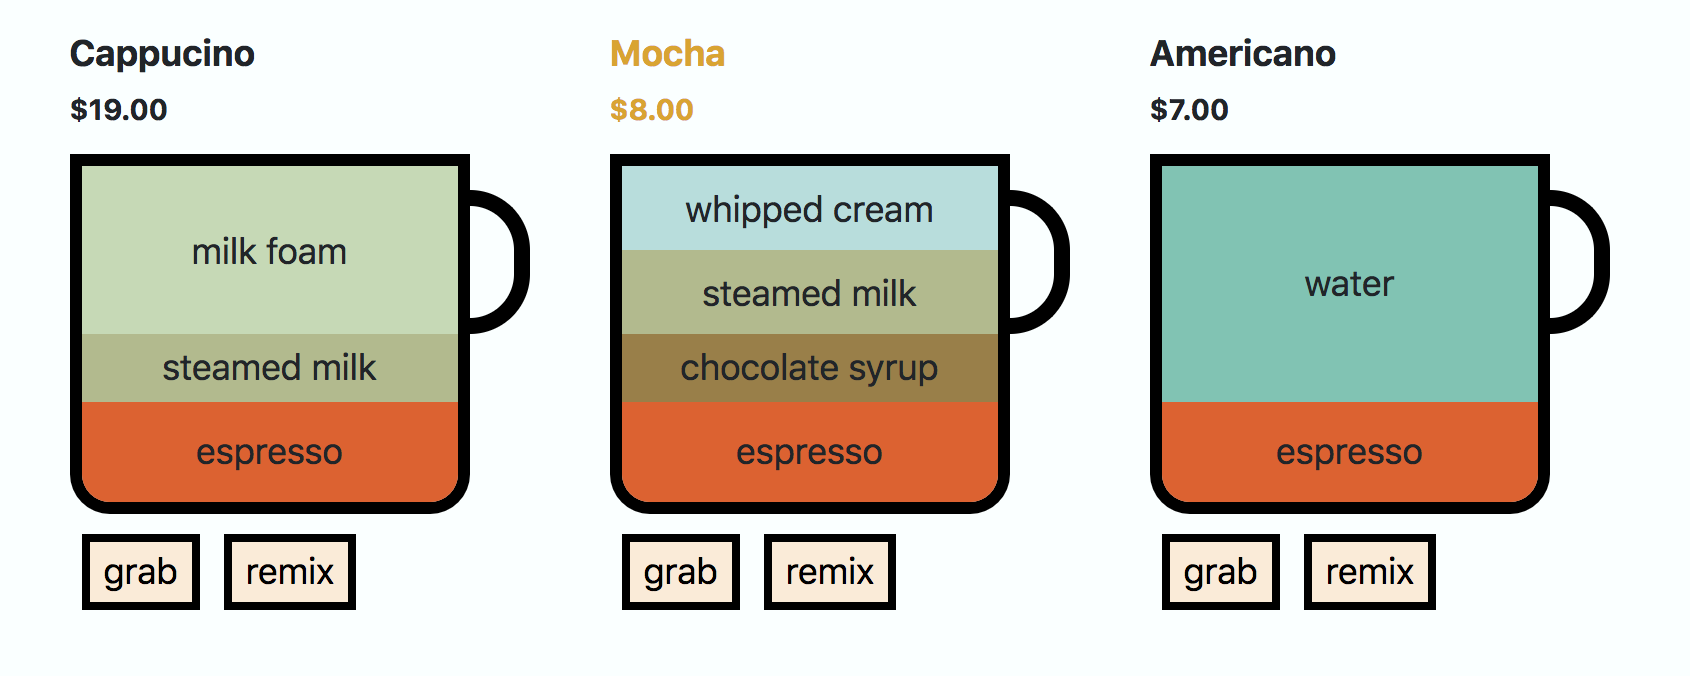 Cappucino
$19.00
milk foam
steamed milk
espresso
grab
remix
Mocha
$8.00
whipped cream
steamed milk
chocolate syrup
espresso
grab
remix
Americano
$7.00
water
espresso
grab
remix